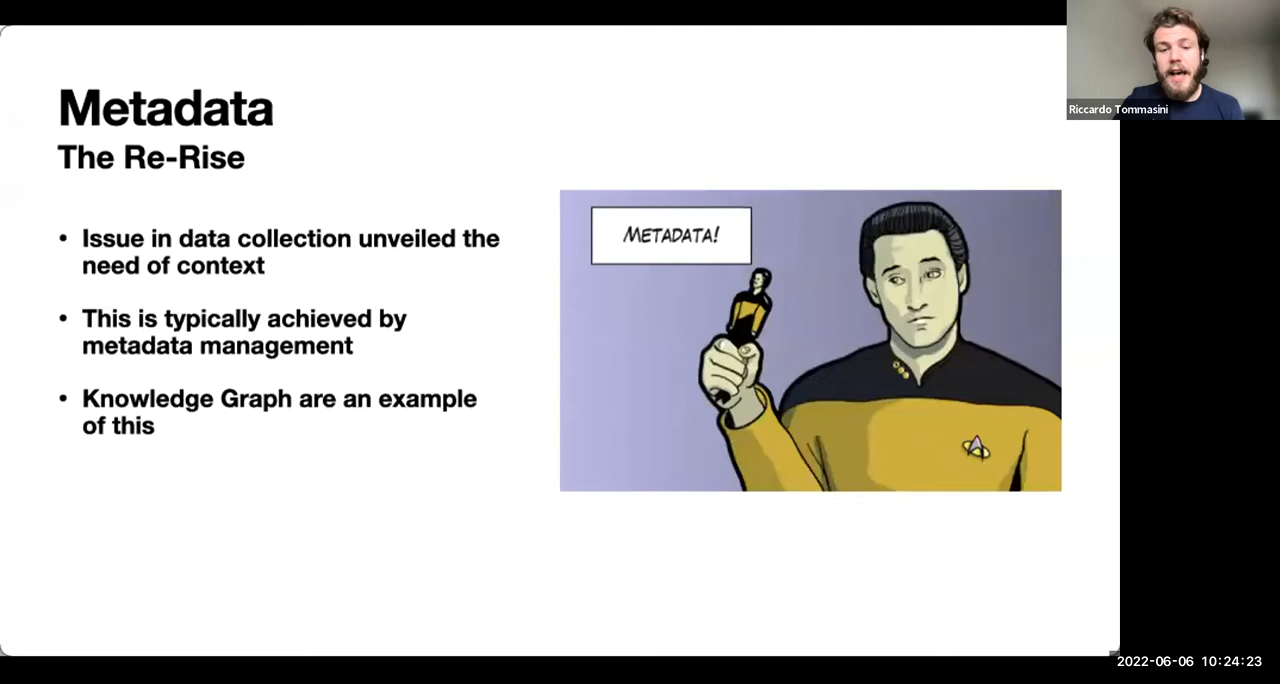 Metadata
The Re-Rise
• Issue in data collection unveiled the
need of context
• This is typically achieved by
metadata management
• Knowledge Graph are an example
of this
METADATA!
Riccardo Tommasini
2022-06-06 10:24:23